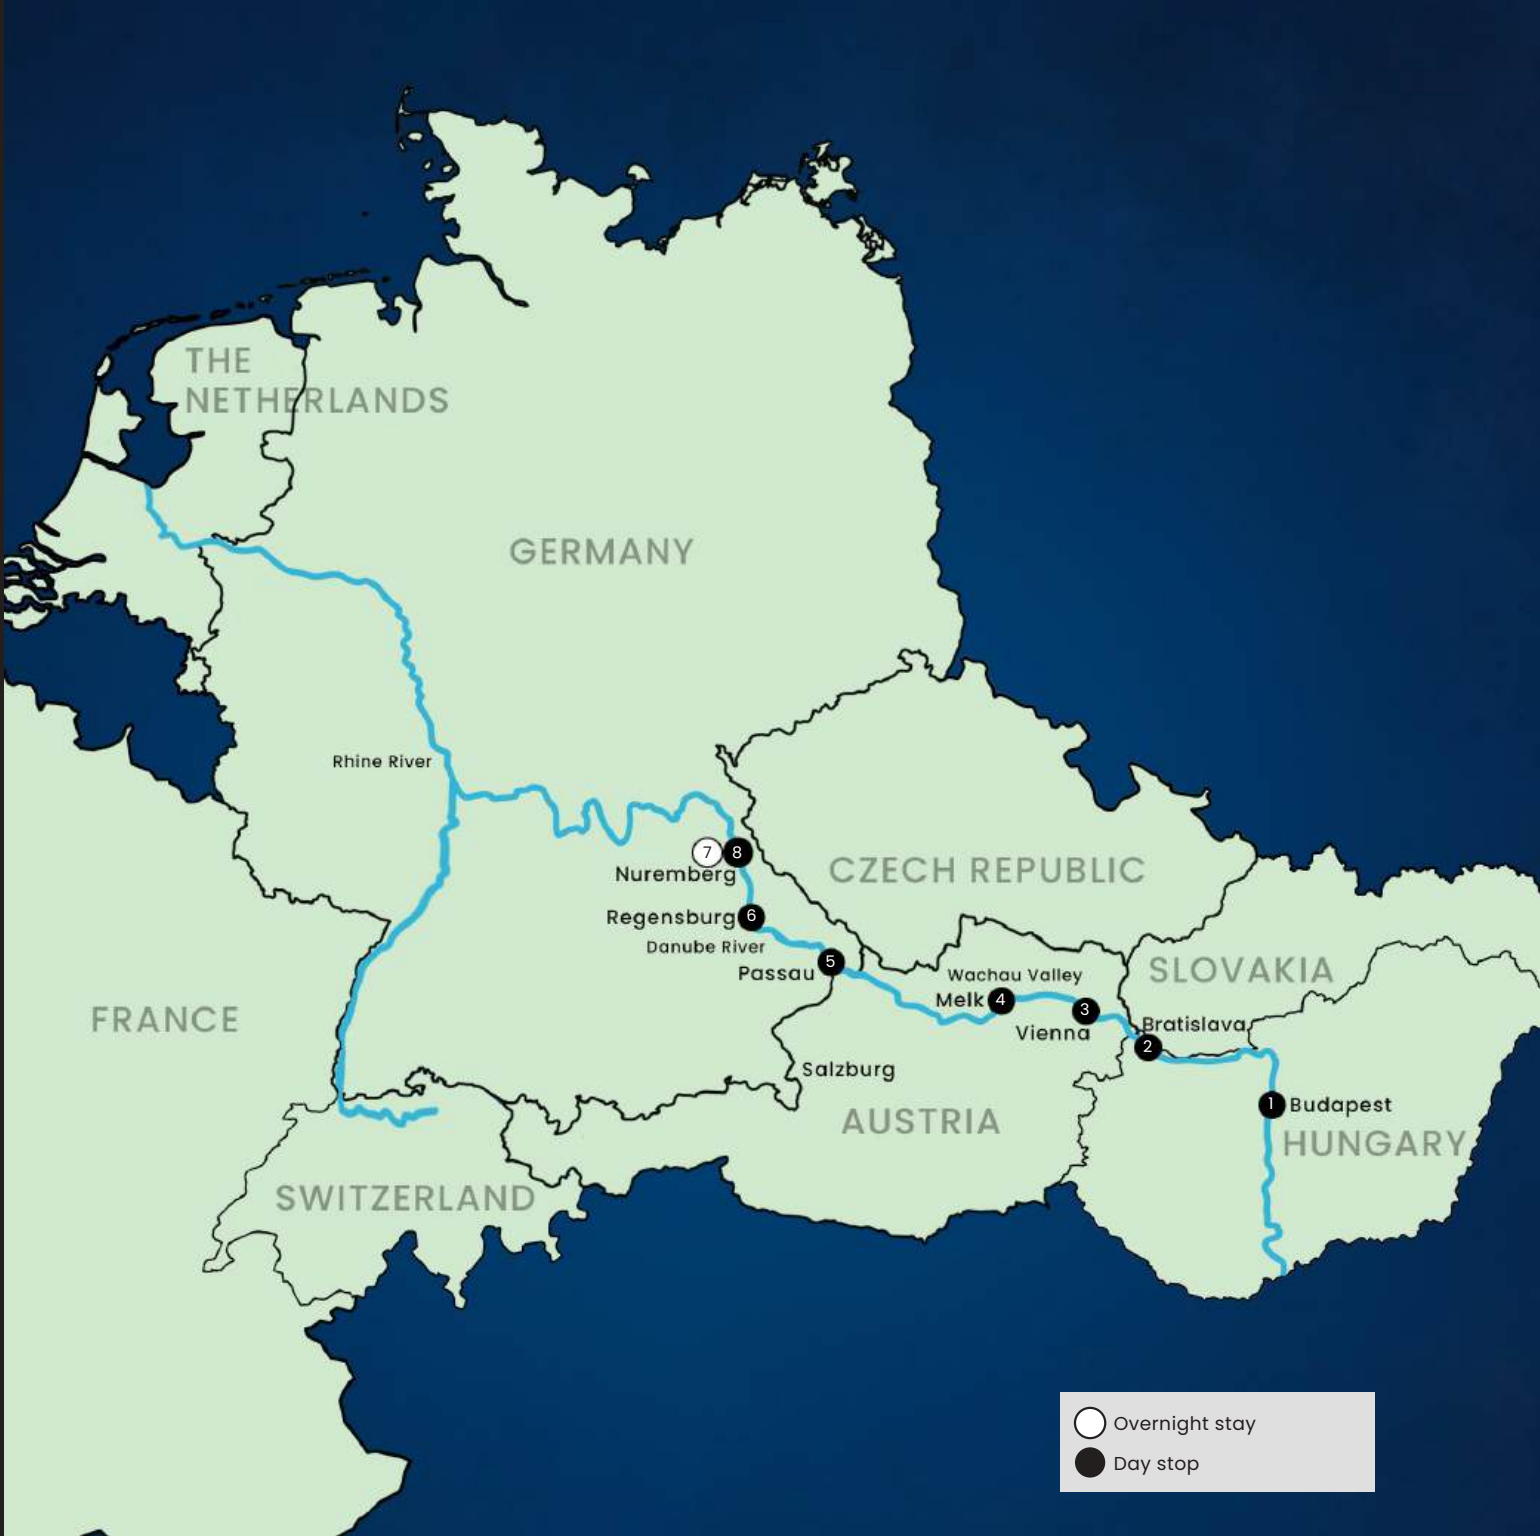 THE
NETHERLANDS
GERMANY
Rhine River
7 8
Nuremberg
CZECH REPUBLIC
Regensburg 6
Danube River
Passau 5
Wachau Valley
SLOVAKIA
Melk 4
3
Vienna
Bratislava
2
FRANCE
Salzburg
1 Budapest
AUSTRIA
HUNGARY
SWITZERLAND
Overnight stay
Day stop